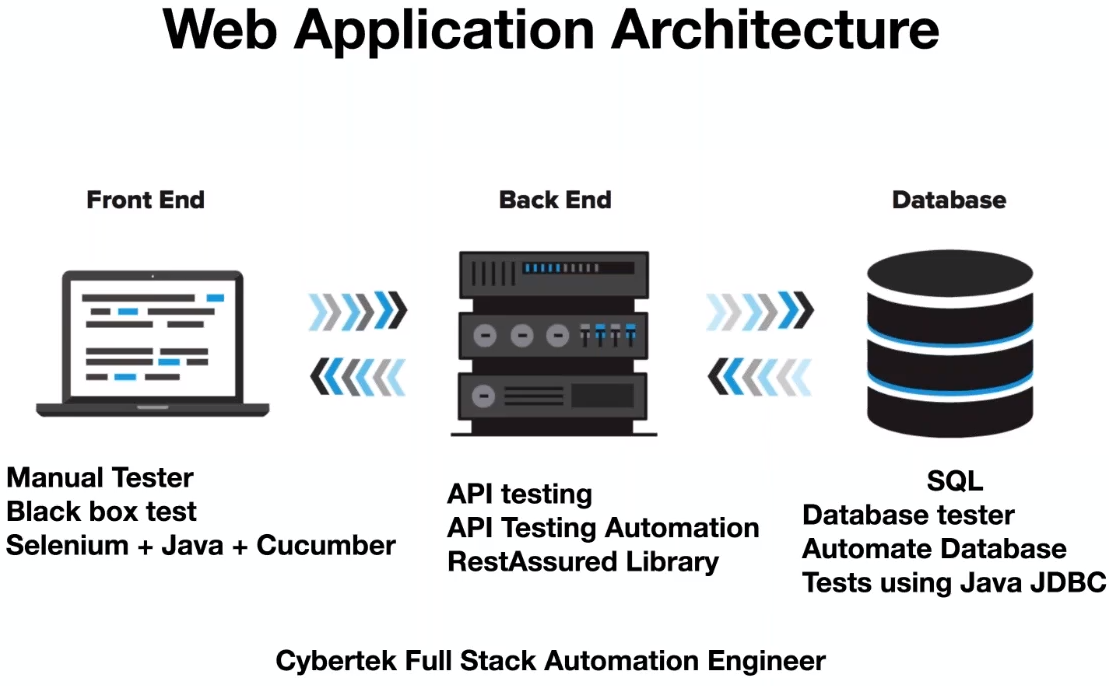 Web Application Architecture
Front End
Back End
Database
Manual Tester
Black box test
Selenium + Java + Cucumber
API testing
API Testing Automation
RestAssured Library
SQL
Database tester
Automate Database
Tests using Java JDBC
Cybertek Full Stack Automation Engineer